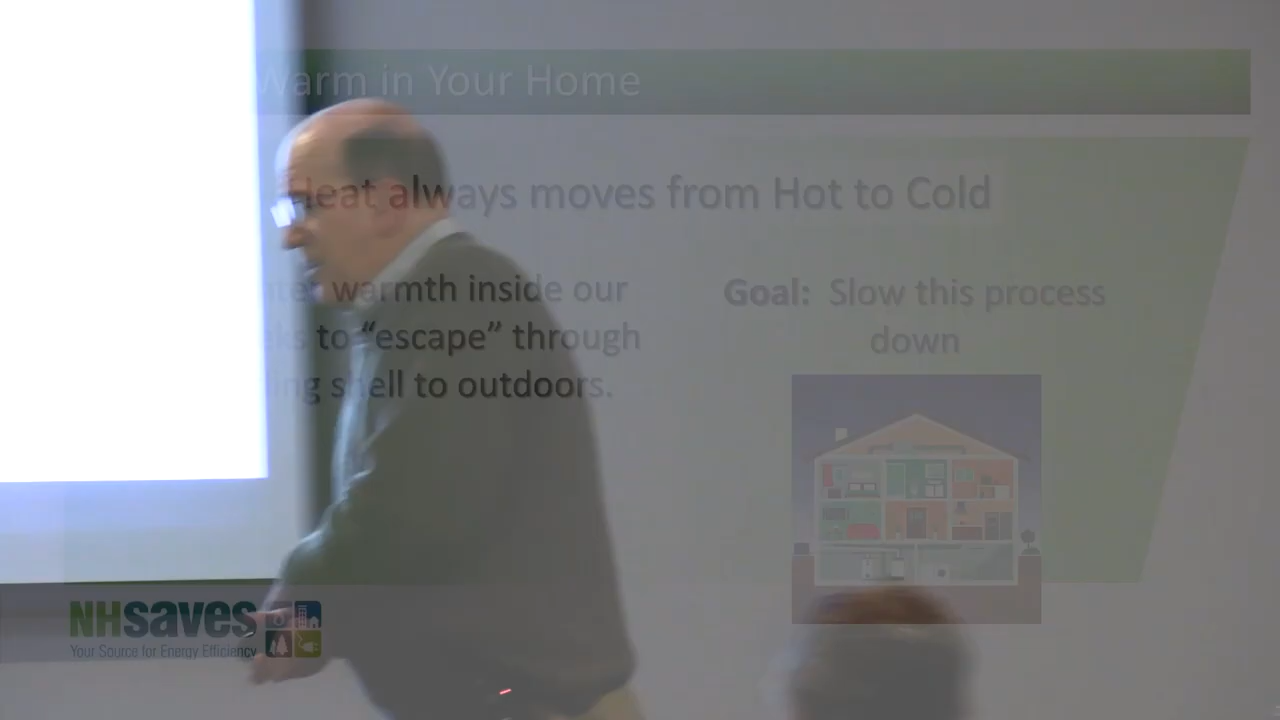 Warm in Your Home
Heat always moves from Hot to Cold
warmth inside our
to “escape” through
shell to outdoors.
Goal: Slow this process
down
NHsaves
Your Source for Energy Efficiency